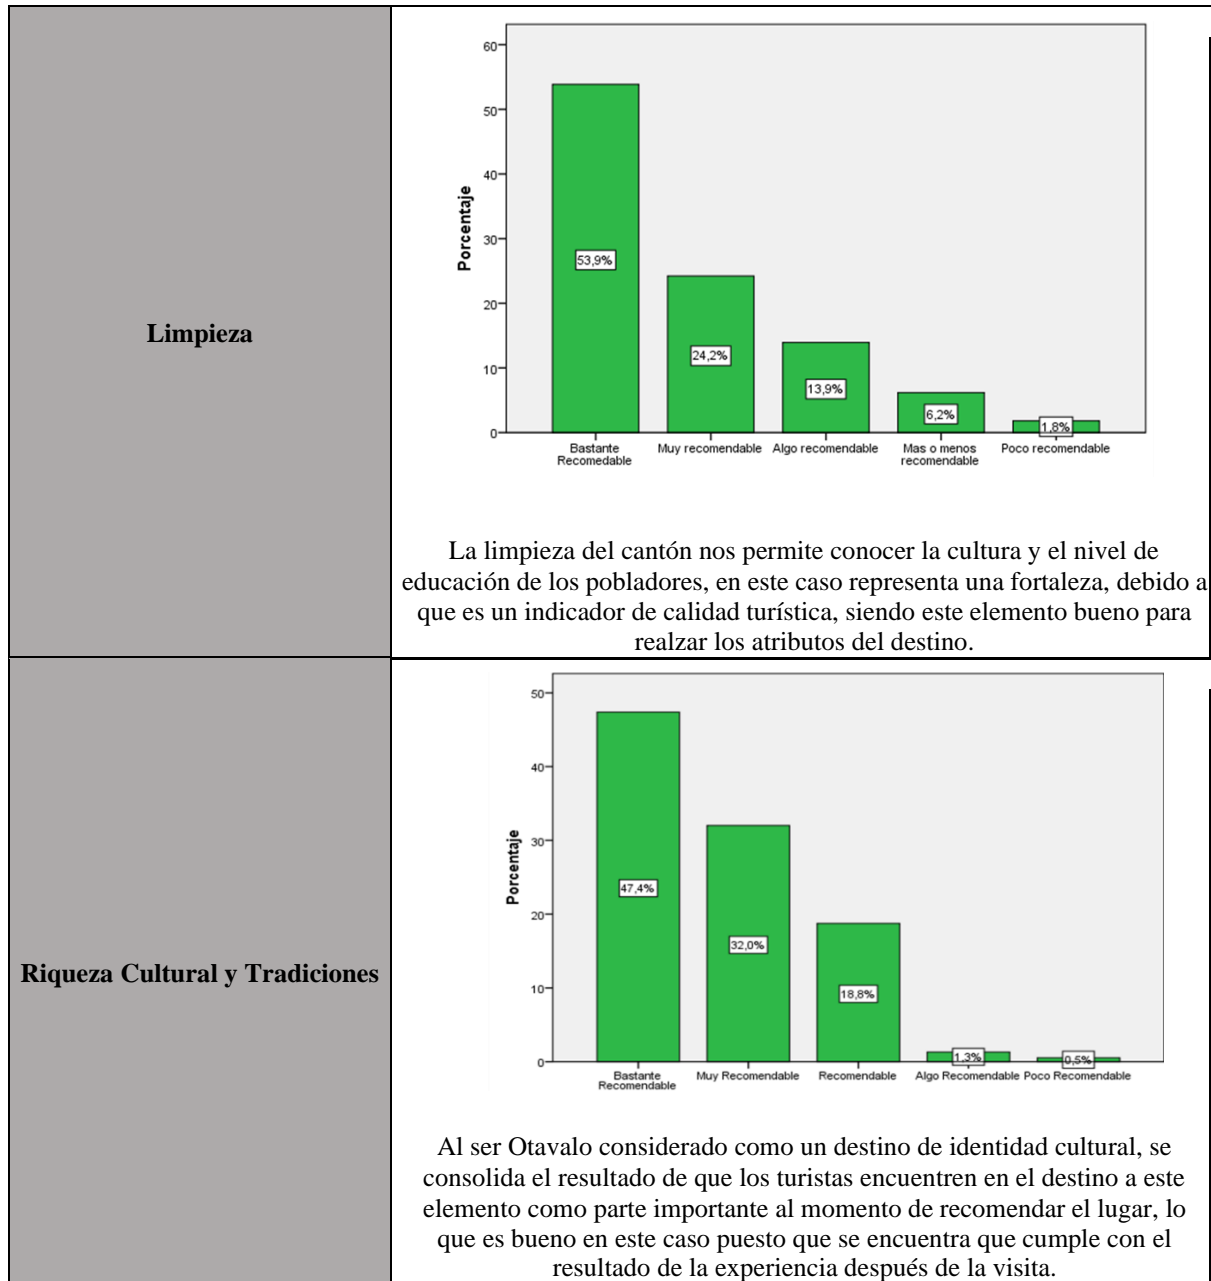 Limpieza
60
50
40
30
20
10
0
Porcentaje
53,9%
24,2%
13,9%
6,2%
1,8%
Bastante
Recomedable
Muy recomendable
Algo recomendable
Mas o menos
recomendable
Poco recomendable
La limpieza del cantón nos permite conocer la cultura y el nivel de
educación de los pobladores, en este caso representa una fortaleza, debido a
que es un indicador de calidad turística, siendo este elemento bueno para
realzar los atributos del destino.
Riqueza Cultural y Tradiciones
50
40
30
20
10
0
Porcentaje
47,4%
32,0%
18,8%
1,3%
0,5%
Bastante
Recomendable
Muy Recomendable
Recomendable
Algo Recomendable
Poco Recomendable
Al ser Otavalo considerado como un destino de identidad cultural, se
consolida el resultado de que los turistas encuentren en el destino a este
elemento como parte importante al momento de recomendar el lugar, lo
que es bueno en este caso puesto que se encuentra que cumple con el
resultado de la experiencia después de la visita.